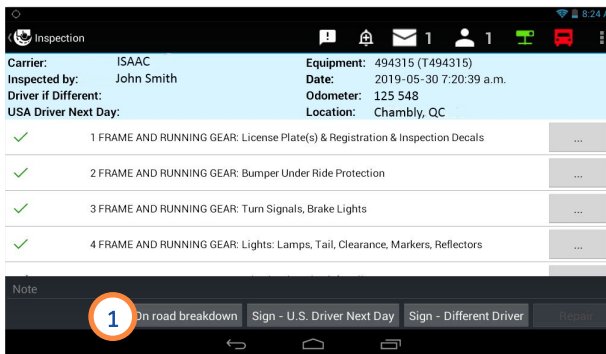 8:24
Inspection 1 1
Carrier: ISAAC Equipment: 494315 (T494315)
Inspected by: John Smith Date: 2019-05-30 7:20:39 a.m.
Driver if Different: Odometer: 125 548
USA Driver Next Day: Location: Chambly, QC
1 FRAME AND RUNNING GEAR: License Plate(s) & Registration & Inspection Decals ...
2 FRAME AND RUNNING GEAR: Bumper Under Ride Protection ...
3 FRAME AND RUNNING GEAR: Turn Signals, Brake Lights ...
4 FRAME AND RUNNING GEAR: Lights: Lamps, Tail, Clearance, Markers, Reflectors ...
Note
1 On road breakdown Sign - U.S. Driver Next Day Sign - Different Driver Repair